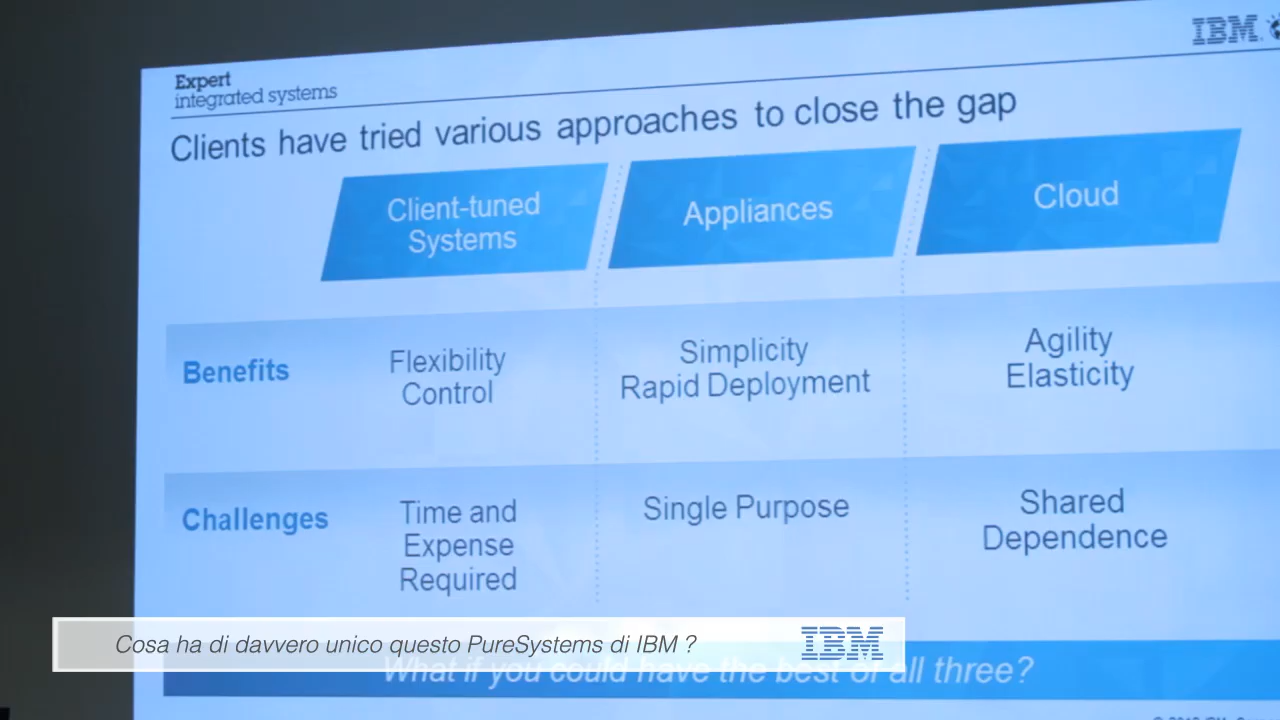 IBM
Expert
integrated systems
Clients have tried various approaches to close the gap
Client-tuned
Systems
Appliances
Cloud
Benefits
Flexibility
Control
Simplicity
Rapid Deployment
Agility
Elasticity
Challenges
Time and
Expense
Required
Single Purpose
Shared
Dependence
Cosa ha di davvero unico questo PureSystems di IBM ?
IBM
What if you could have the best of all three?